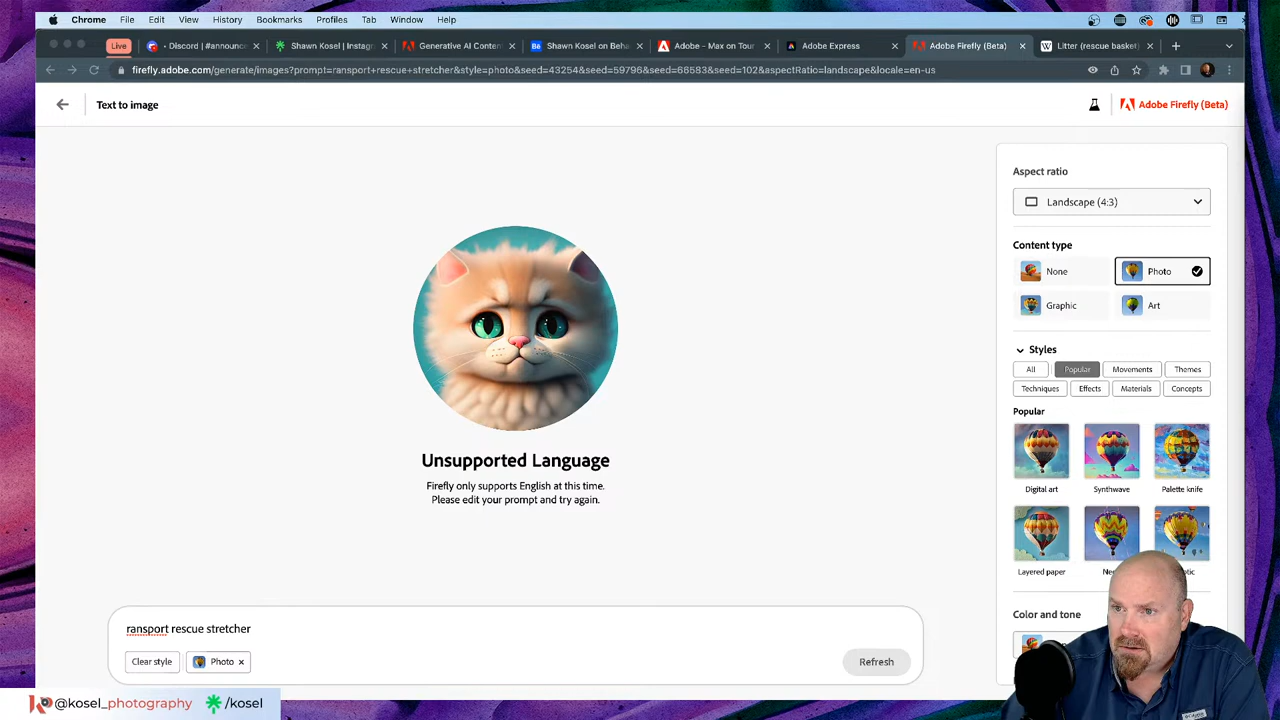 Chrome File Edit View History Bookmarks Profiles Tab Window Help
Live
Discord | #announc
Shawn Kosel | Instag
Generative AI Conten
Shawn Kosel on Beha
Adobe - Max on Tour
Adobe Express
Adobe Firefly (Beta)
Litter (rescue basket
firefly.adobe.com/generate/images?prompt=ransport+rescue+stretcher&style=photo&seed=43254&seed=59796&seed=66583&seed=102&aspectRatio=landscape&locale=en-us
Text to image
Adobe Firefly (Beta)
Aspect ratio
Landscape (4:3)
Content type
None
Photo
Graphic
Art
Styles
All Popular Movements Themes
Techniques Effects Materials Concepts
Popular
Digital art Synthwave Palette knife
Layered paper
Color and tone
Unsupported Language
Firefly only supports English at this time.
Please edit your prompt and try again.
ransport rescue stretcher
Clear style
Photo
Refresh
@kosel_photography /kosel